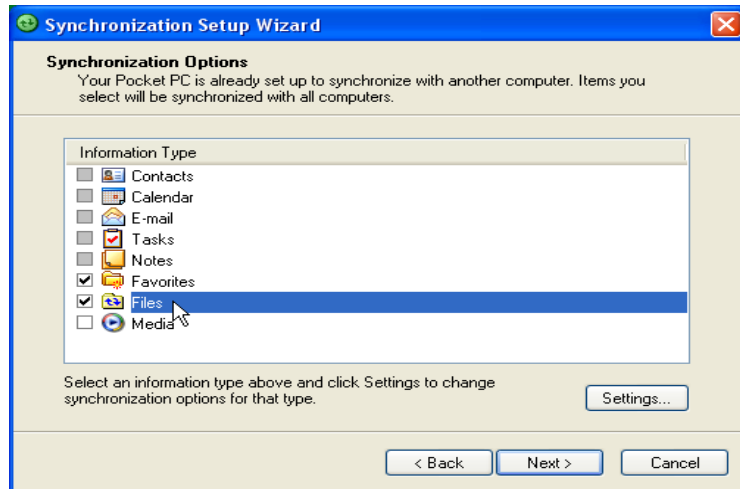 Synchronization Setup Wizard
Synchronization Options
Your Pocket PC is already set up to synchronize with another computer. Items you
select will be synchronized with all computers.
Information Type
Contacts
Calendar
E-mail
Tasks
Notes
Favorites
Files
Media
Select an information type above and click Settings to change
synchronization options for that type.
Settings...
< Back
Next >
Cancel